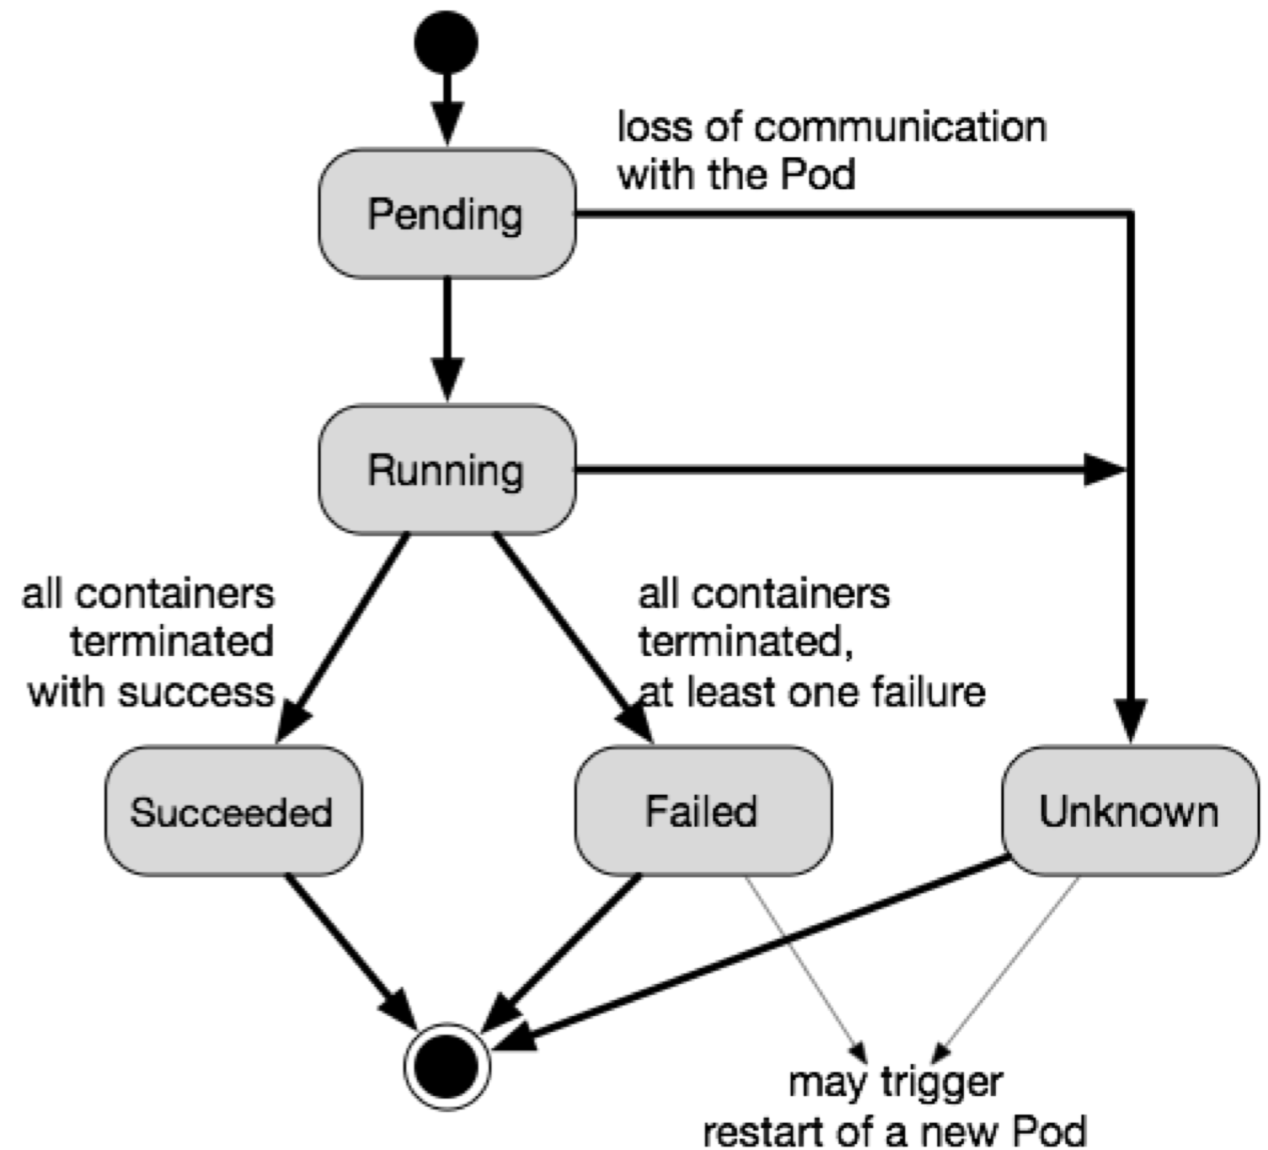 loss of communication
with the Pod
Pending
Running
all containers
terminated
with success
all containers
terminated,
at least one failure
Succeeded
Failed
Unknown
may trigger
restart of a new Pod